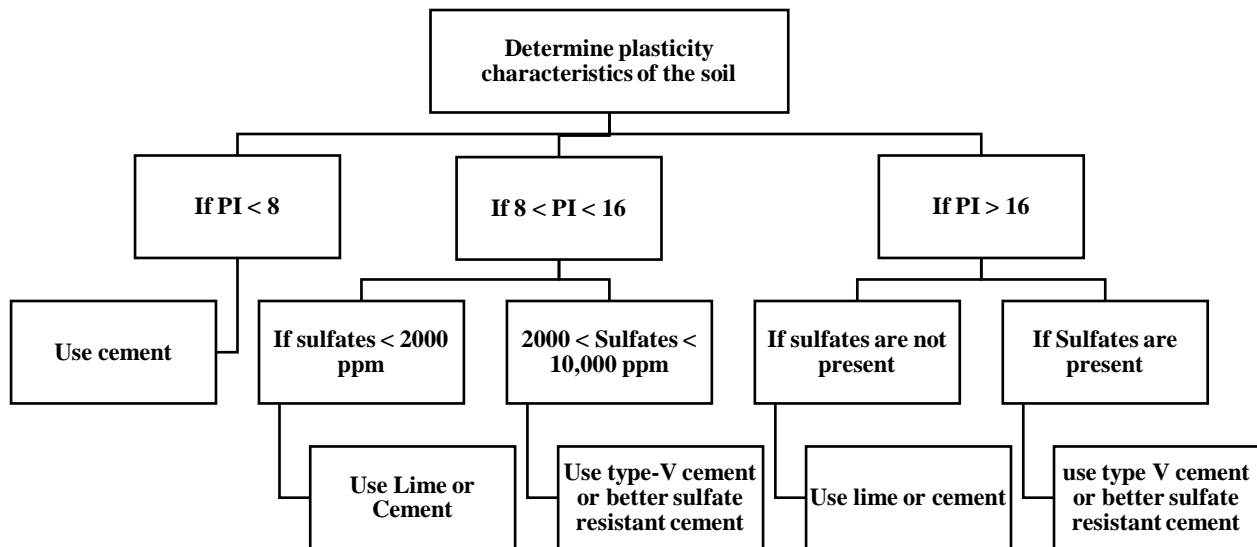 Determine plasticity
characteristics of the soil
If PI < 8
If 8 < PI < 16
If PI > 16
Use cement
If sulfates < 2000
ppm
2000 < Sulfates <
10,000 ppm
If sulfates are not
present
If Sulfates are
present
Use Lime or
Cement
Use type-V cement
or better sulfate
resistant cement
Use lime or cement
use type V cement
or better sulfate
resistant cement